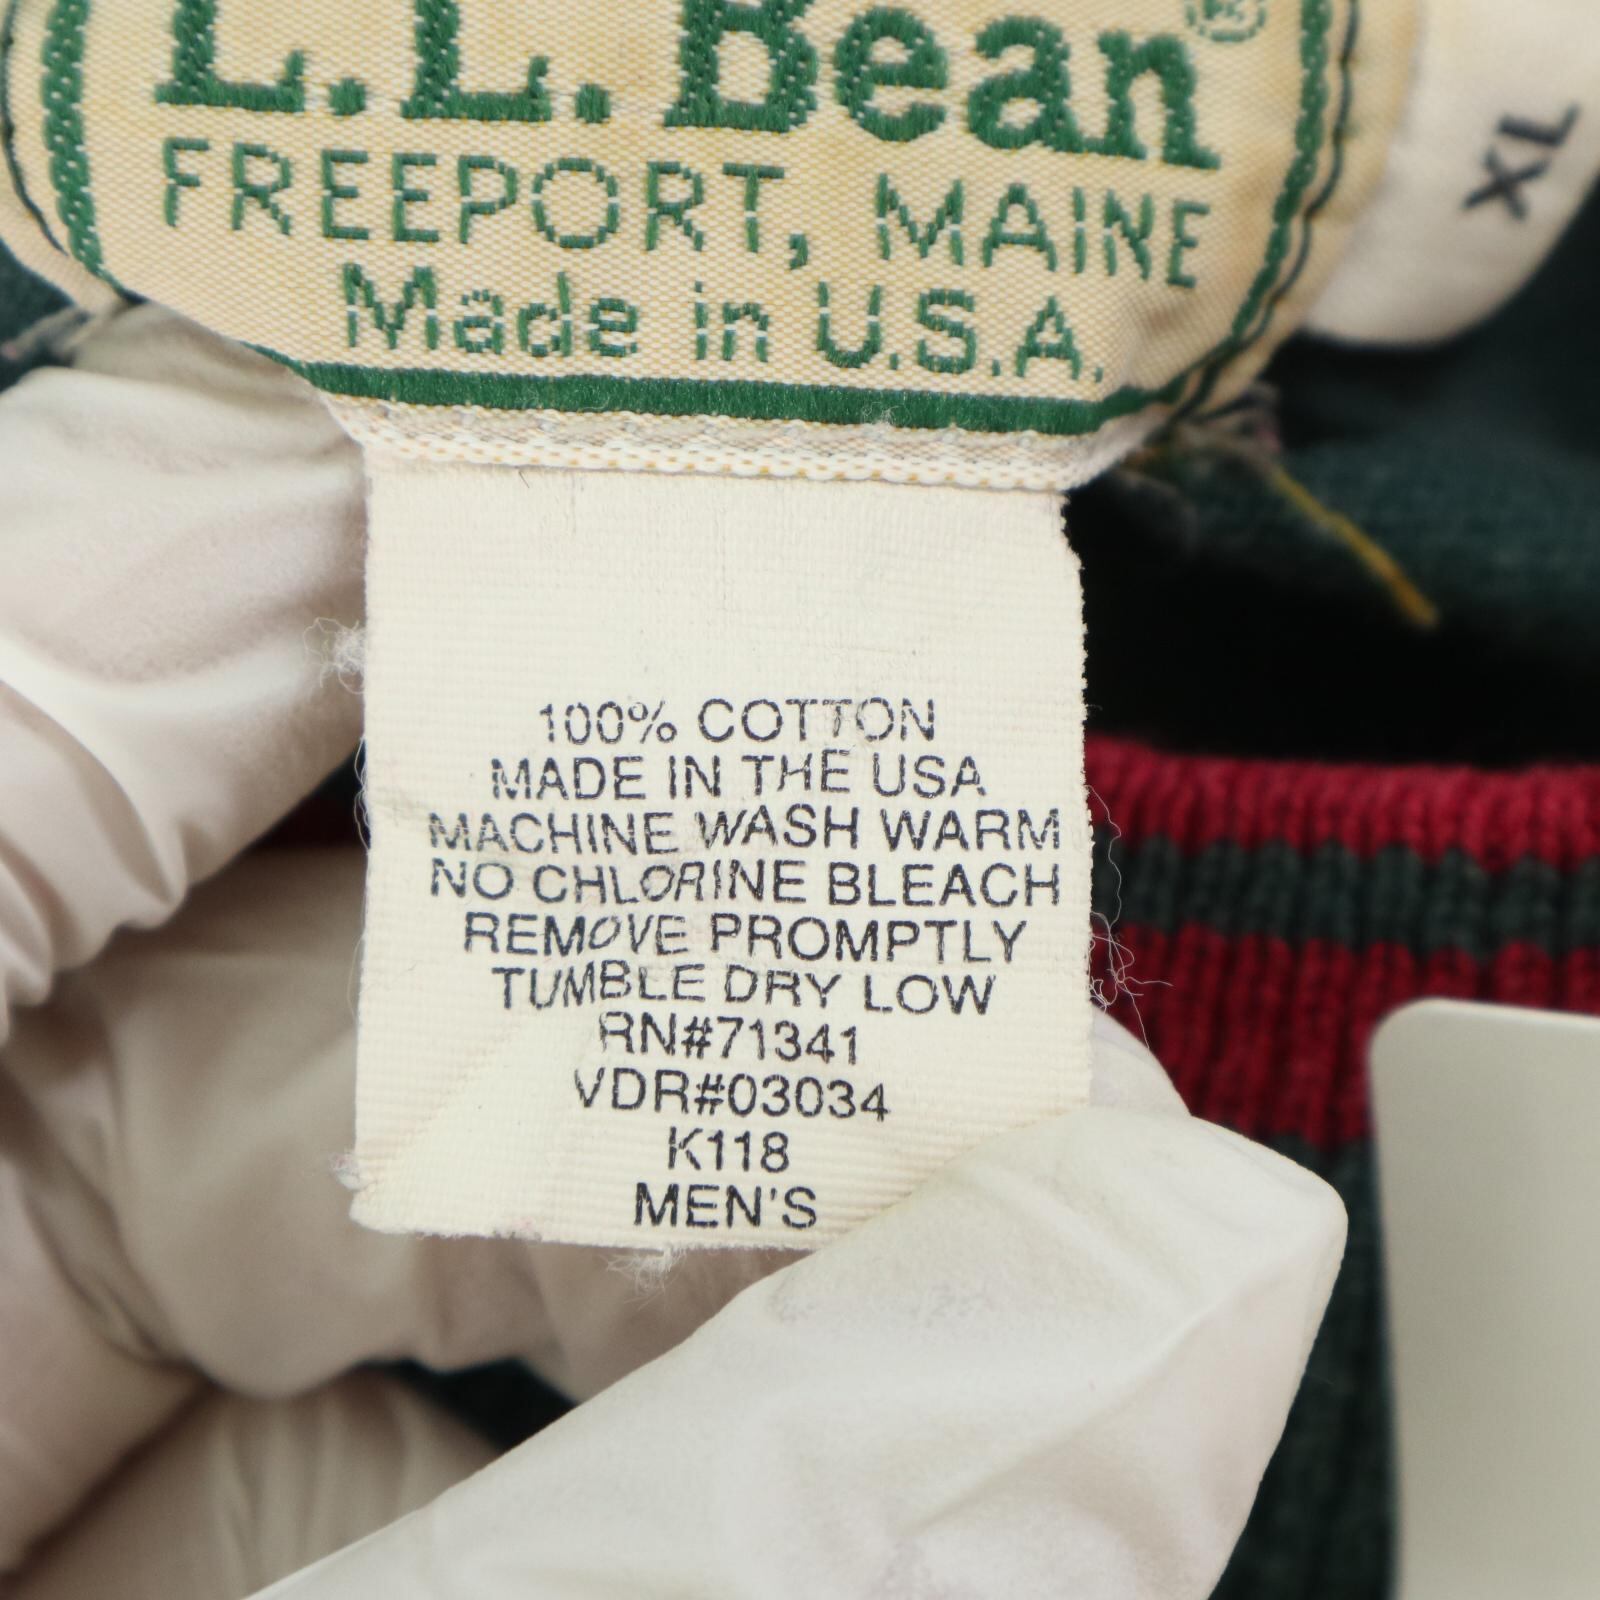 L.L.Bean®
FREEPORT, MAINE
Made in U.S.A.
XL
100% COTTON
MADE IN THE USA
MACHINE WASH WARM
NO CHLORINE BLEACH
REMOVE PROMPTLY
TUMBLE DRY LOW
RN#71341
VDR#03034
K118
MEN'S